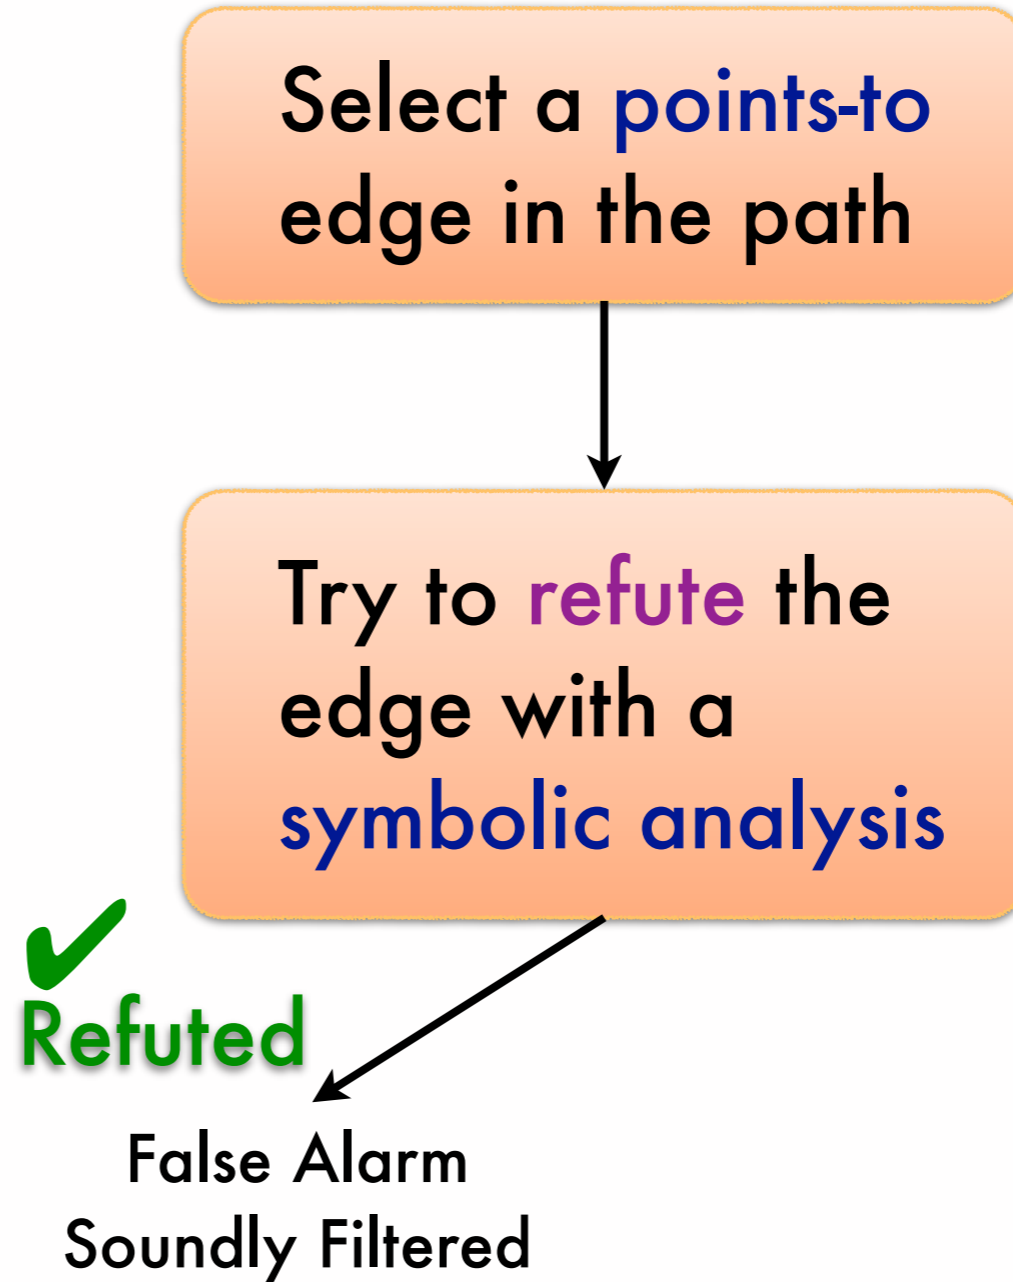 Select a points-to
edge in the path
Try to refute the
edge with a
symbolic analysis
✔
Refuted
False Alarm
Soundly Filtered